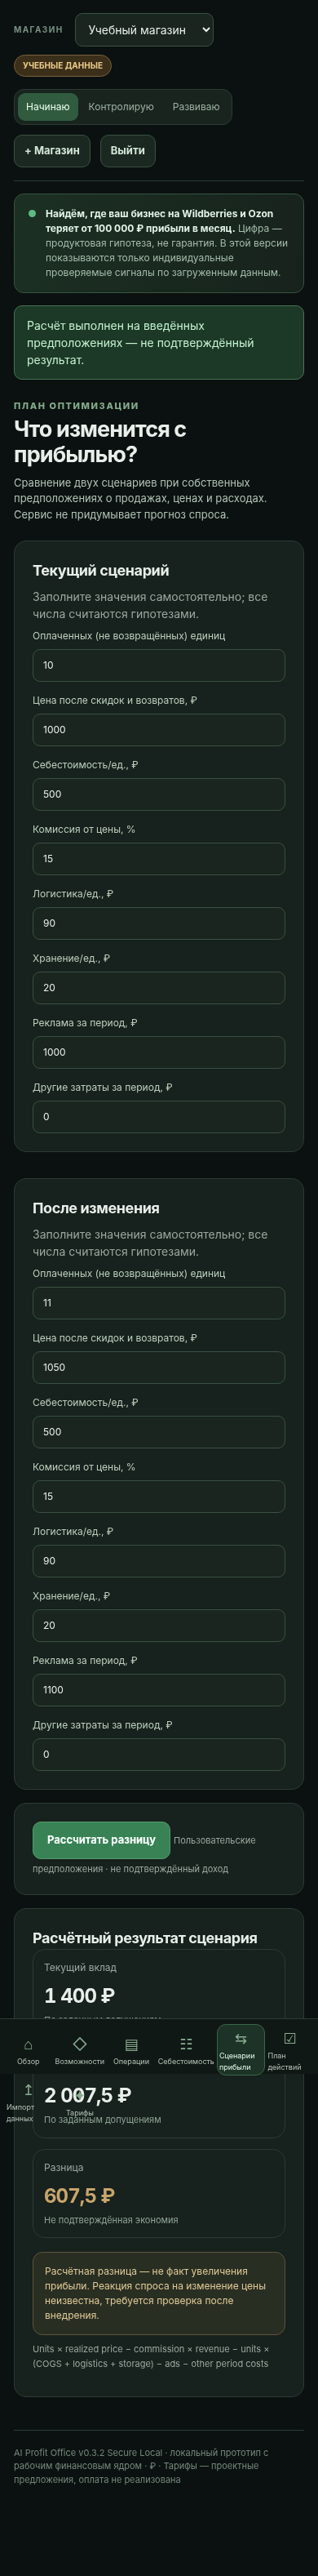 МАГАЗИН
Учебный магазин
УЧЕБНЫЕ ДАННЫЕ
Начинаю Контролирую Развиваю
+ Магазин Выйти
Найдём, где ваш бизнес на Wildberries и Ozon
теряет от 100 000 ₽ прибыли в месяц. Цифра —
продуктовая гипотеза, не гарантия. В этой версии
показываются только индивидуальные
проверяемые сигналы по загруженным данным.
Расчёт выполнен на введённых
предположениях — не подтверждённый
результат.
ПЛАН ОПТИМИЗАЦИИ
Что изменится с
прибылью?
Сравнение двух сценариев при собственных
предположениях о продажах, ценах и расходах.
Сервис не придумывает прогноз спроса.
Текущий сценарий
Заполните значения самостоятельно; все
числа считаются гипотезами.
Оплаченных (не возвращённых) единиц
10
Цена после скидок и возвратов, ₽
1000
Себестоимость/ед., ₽
500
Комиссия от цены, %
15
Логистика/ед., ₽
90
Хранение/ед., ₽
20
Реклама за период, ₽
1000
Другие затраты за период, ₽
0
После изменения
Заполните значения самостоятельно; все
числа считаются гипотезами.
Оплаченных (не возвращённых) единиц
11
Цена после скидок и возвратов, ₽
1050
Себестоимость/ед., ₽
500
Комиссия от цены, %
15
Логистика/ед., ₽
90
Хранение/ед., ₽
20
Реклама за период, ₽
1100
Другие затраты за период, ₽
0
Рассчитать разницу Пользовательские
предположения · не подтверждённый доход
Расчётный результат сценария
Текущий вклад
1 400 ₽
Обзор Возможности Операции Себестоимость Сценарии прибыли План действий
Импорт данных Тарифы
2 007,5 ₽
По заданным допущениям
Разница
607,5 ₽
Не подтверждённая экономия
Расчётная разница — не факт увеличения
прибыли. Реакция спроса на изменение цены
неизвестна, требуется проверка после
внедрения.
Units × realized price − commission × revenue − units ×
(COGS + logistics + storage) − ads − other period costs
AI Profit Office v0.3.2 Secure Local · локальный прототип с
рабочим финансовым ядром · ₽ · Тарифы — проектные
предложения, оплата не реализована